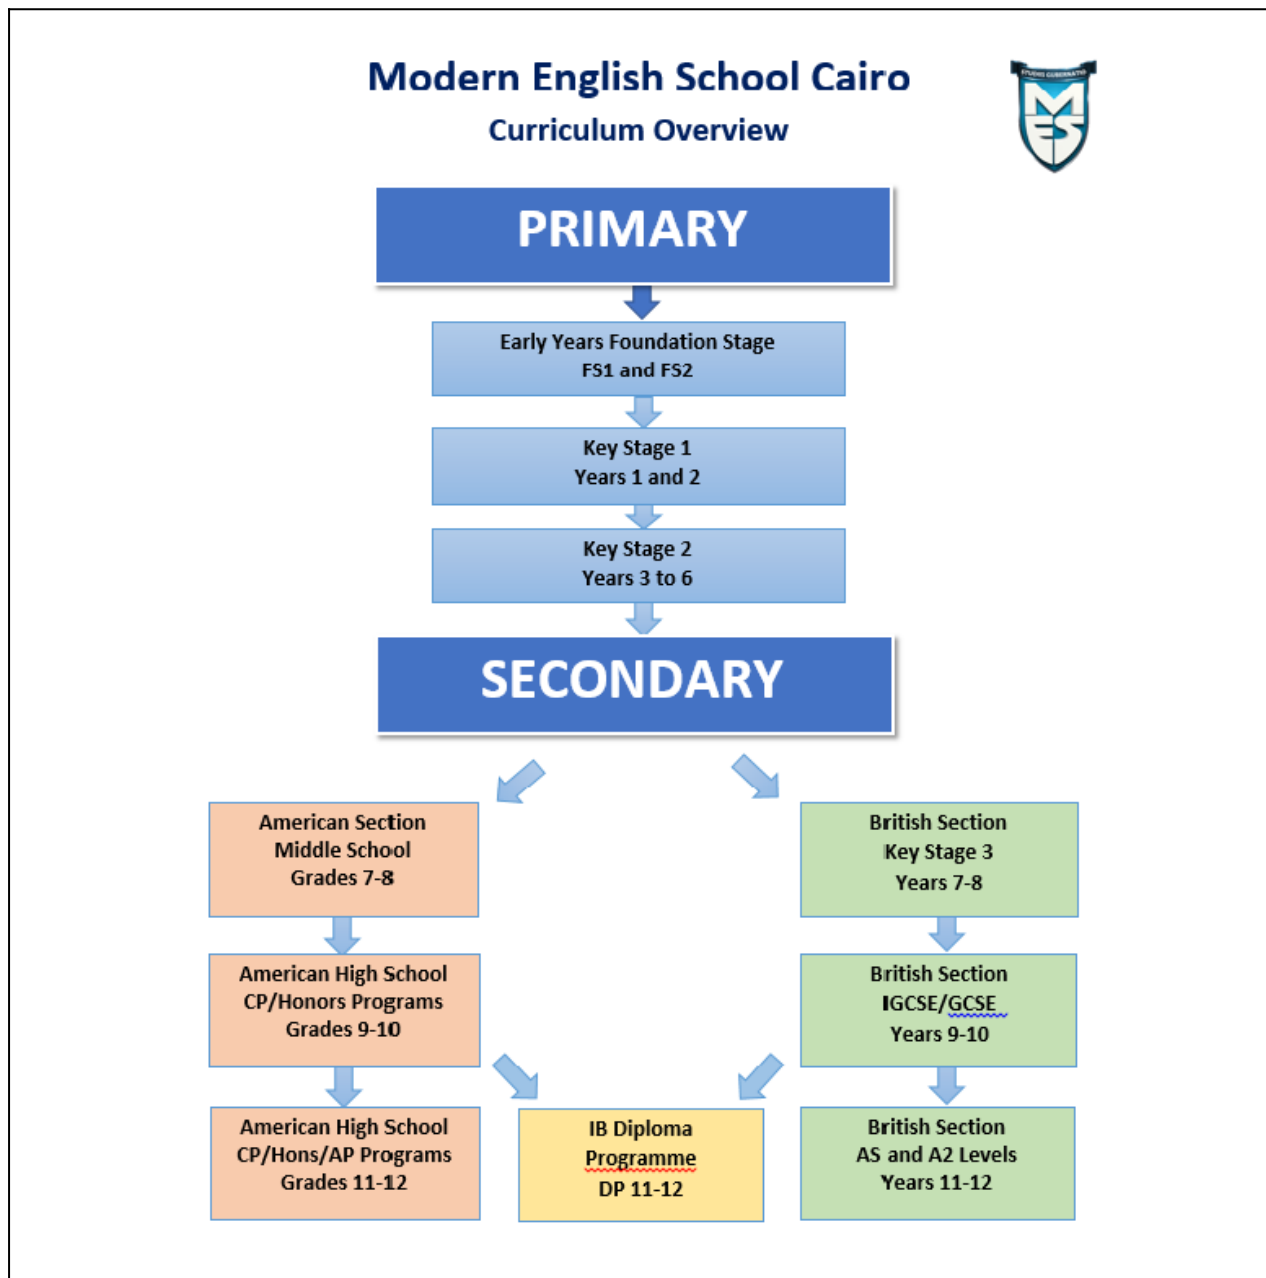 Modern English School Cairo
Curriculum Overview
STUDIIS GUBERNATIO
MES
PRIMARY
Early Years Foundation Stage
FS1 and FS2
Key Stage 1
Years 1 and 2
Key Stage 2
Years 3 to 6
SECONDARY
American Section
Middle School
Grades 7-8
British Section
Key Stage 3
Years 7-8
American High School
CP/Honors Programs
Grades 9-10
British Section
IGCSE/GCSE
Years 9-10
American High School
CP/Hons/AP Programs
Grades 11-12
IB Diploma
Programme
DP 11-12
British Section
AS and A2 Levels
Years 11-12